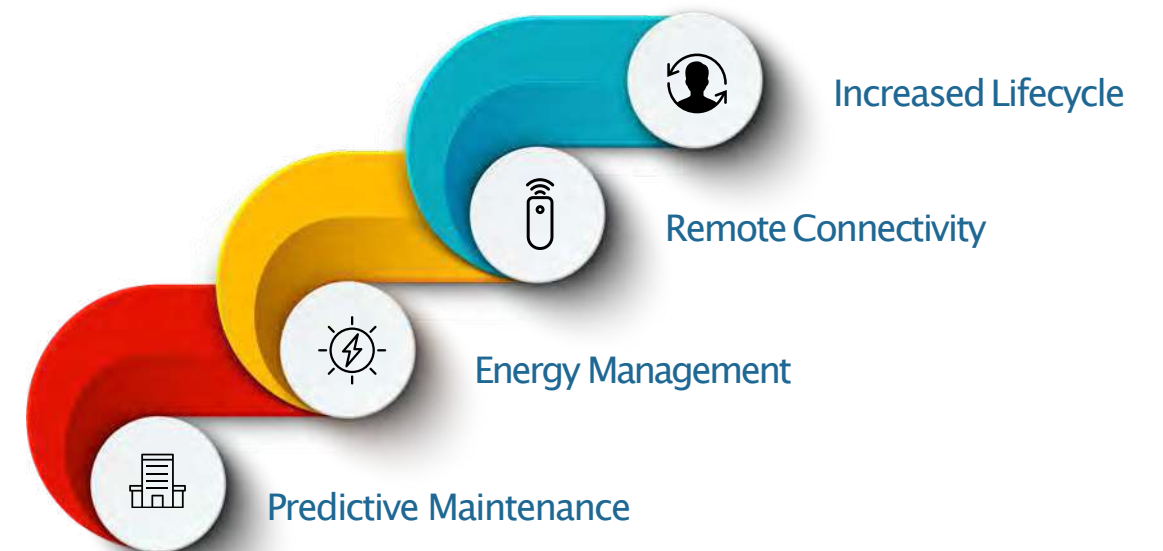 Increased Lifecycle
Remote Connectivity
Energy Management
Predictive Maintenance